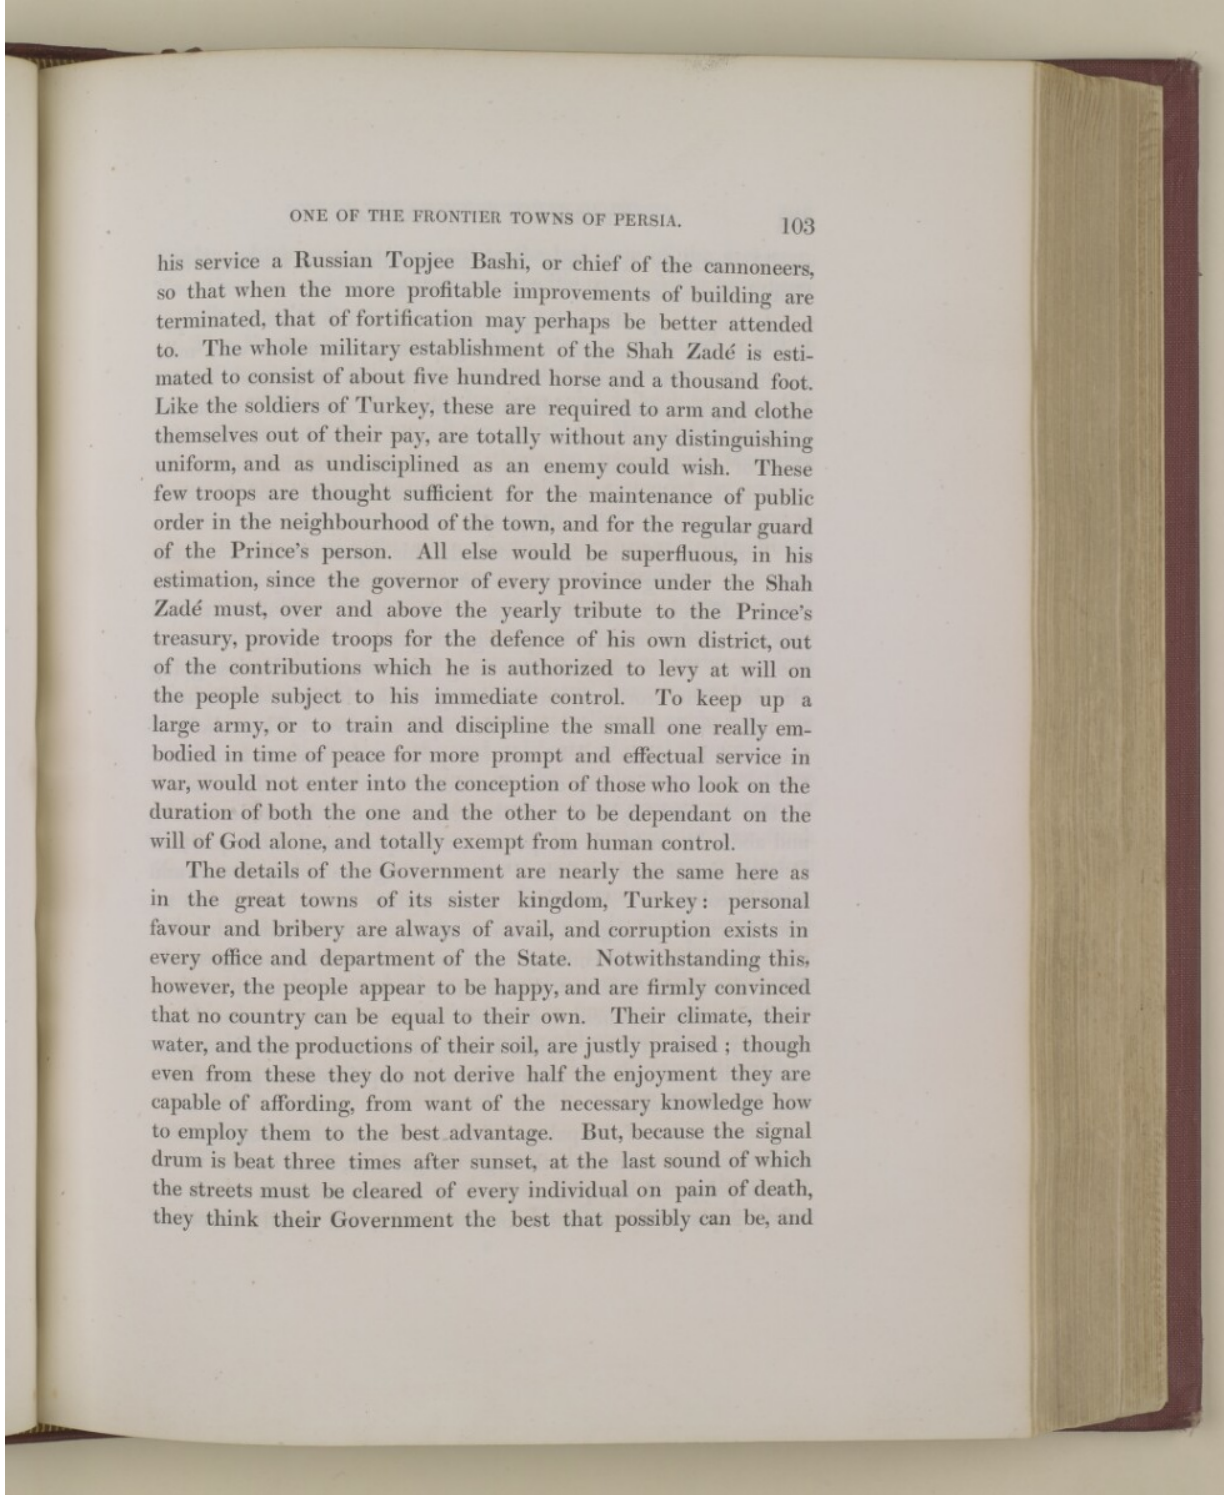 ONE OF THE FRONTIER TOWNS OF PERSIA. 103
his service a Russian Topjee Bashi, or chief of the cannoneers,
so that when the more profitable improvements of building are
terminated, that of fortification may perhaps be better attended
to. The whole military establishment of the Shah Zadé is esti-
mated to consist of about five hundred horse and a thousand foot.
Like the soldiers of Turkey, these are required to arm and clothe
themselves out of their pay, are totally without any distinguishing
uniform, and as undisciplined as an enemy could wish. These
few troops are thought sufficient for the maintenance of public
order in the neighbourhood of the town, and for the regular guard
of the Prince's person. All else would be superfluous, in his
estimation, since the governor of every province under the Shah
Zadé must, over and above the yearly tribute to the Prince's
treasury, provide troops for the defence of his own district, out
of the contributions which he is authorized to levy at will on
the people subject to his immediate control. To keep up a
large army, or to train and discipline the small one really em-
bodied in time of peace for more prompt and effectual service in
war, would not enter into the conception of those who look on the
duration of both the one and the other to be dependant on the
will of God alone, and totally exempt from human control.
The details of the Government are nearly the same here as
in the great towns of its sister kingdom, Turkey: personal
favour and bribery are always of avail, and corruption exists in
every office and department of the State. Notwithstanding this,
however, the people appear to be happy, and are firmly convinced
that no country can be equal to their own. Their climate, their
water, and the productions of their soil, are justly praised ; though
even from these they do not derive half the enjoyment they are
capable of affording, from want of the necessary knowledge how
to employ them to the best advantage. But, because the signal
drum is beat three times after sunset, at the last sound of which
the streets must be cleared of every individual on pain of death,
they think their Government the best that possibly can be, and